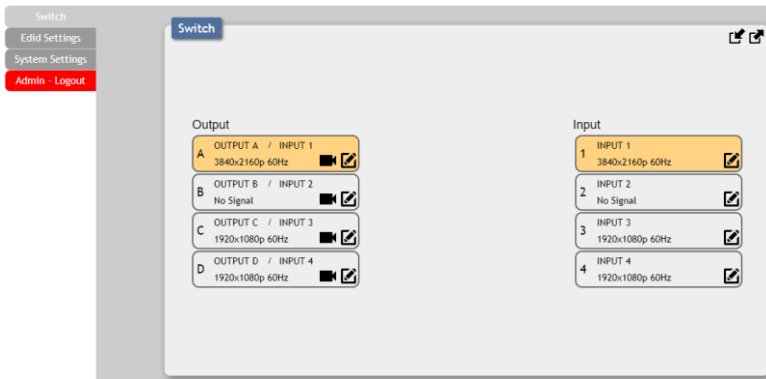 Switch
Edid Settings
System Settings
Admin - Logout
Switch
Output
A
OUTPUT A / INPUT 1
3840x2160p 60Hz
B
OUTPUT B / INPUT 2
No Signal
C
OUTPUT C / INPUT 3
1920x1080p 60Hz
D
OUTPUT D / INPUT 4
1920x1080p 60Hz
Input
1
INPUT 1
3840x2160p 60Hz
2
INPUT 2
No Signal
3
INPUT 3
1920x1080p 60Hz
4
INPUT 4
1920x1080p 60Hz